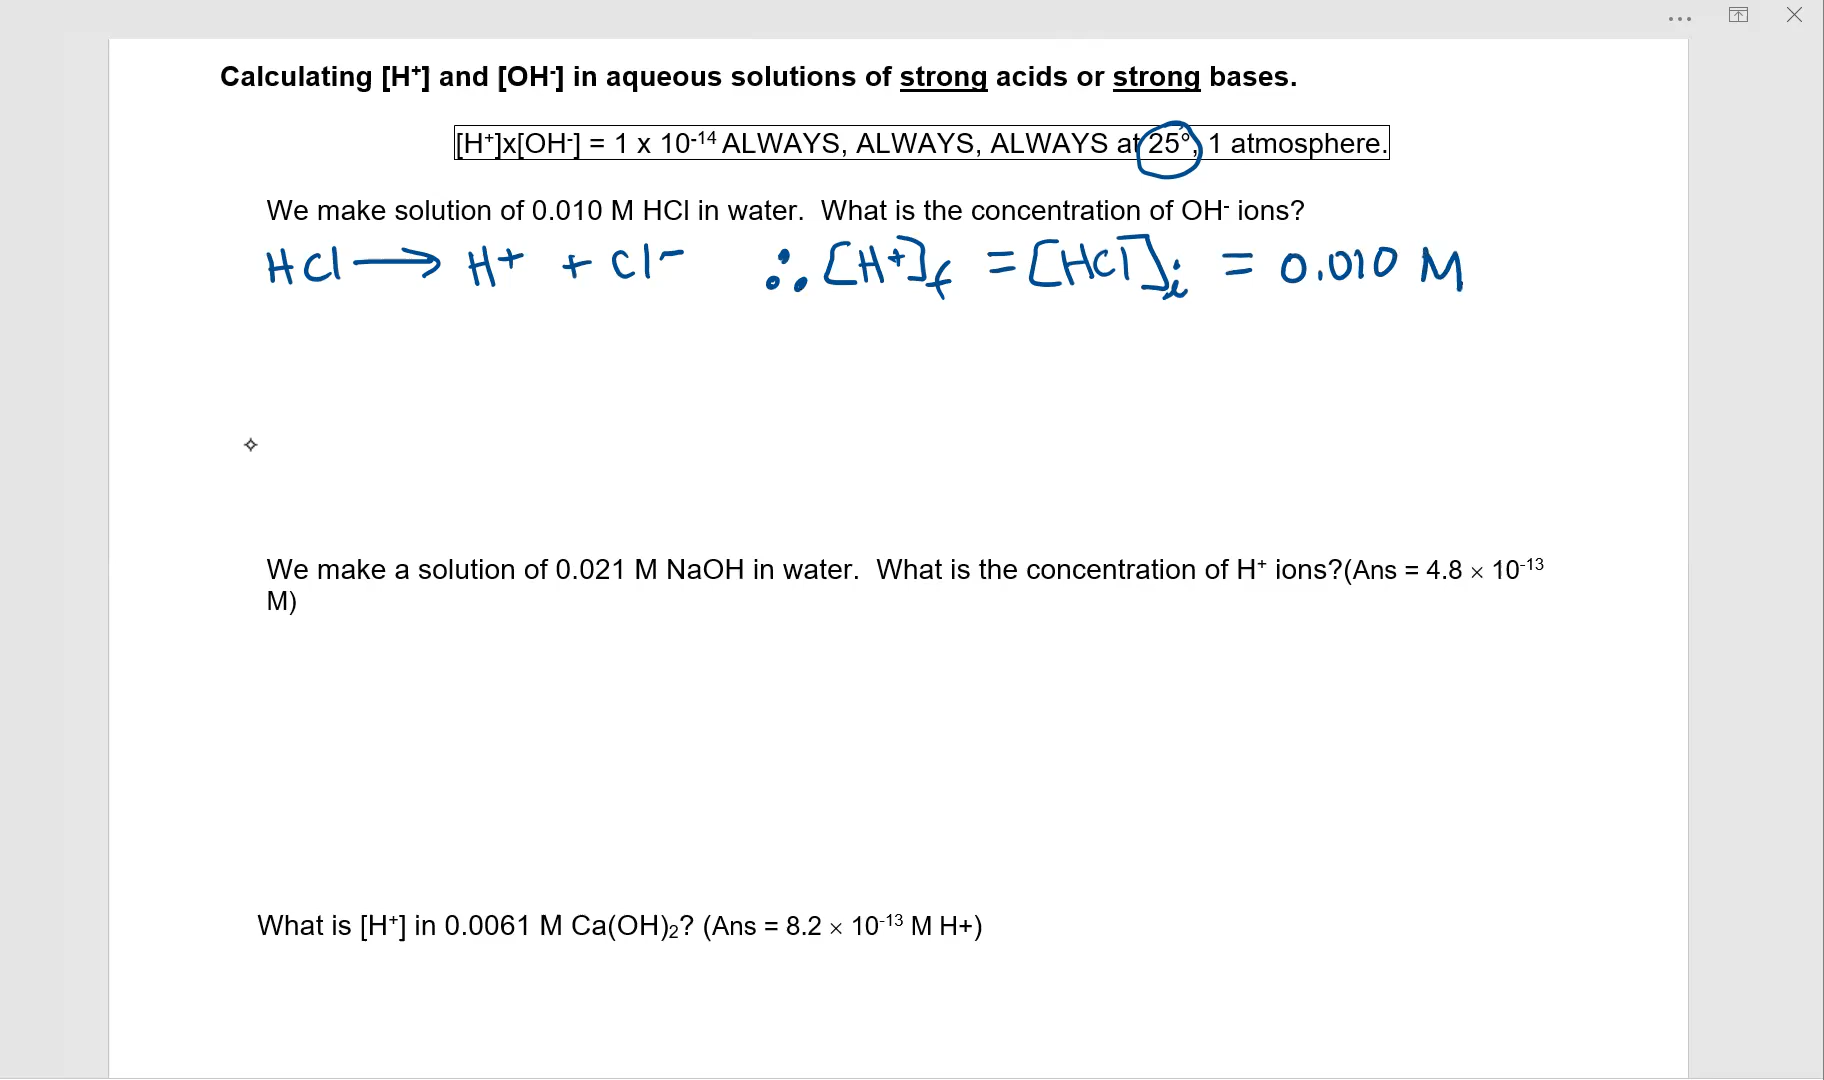 Calculating [H⁺] and [OH⁻] in aqueous solutions of strong acids or strong bases.
[H⁺]x[OH⁻] = 1 x 10⁻¹⁴ ALWAYS, ALWAYS, ALWAYS at 25°, 1 atmosphere.
We make solution of 0.010 M HCl in water. What is the concentration of OH⁻ ions?
HCl ⟶ H⁺ + Cl⁻ ∴ [H⁺]f = [HCl]i = 0.010 M
We make a solution of 0.021 M NaOH in water. What is the concentration of H⁺ ions?(Ans = 4.8 × 10⁻¹³
M)
What is [H⁺] in 0.0061 M Ca(OH)₂? (Ans = 8.2 × 10⁻¹³ M H+)